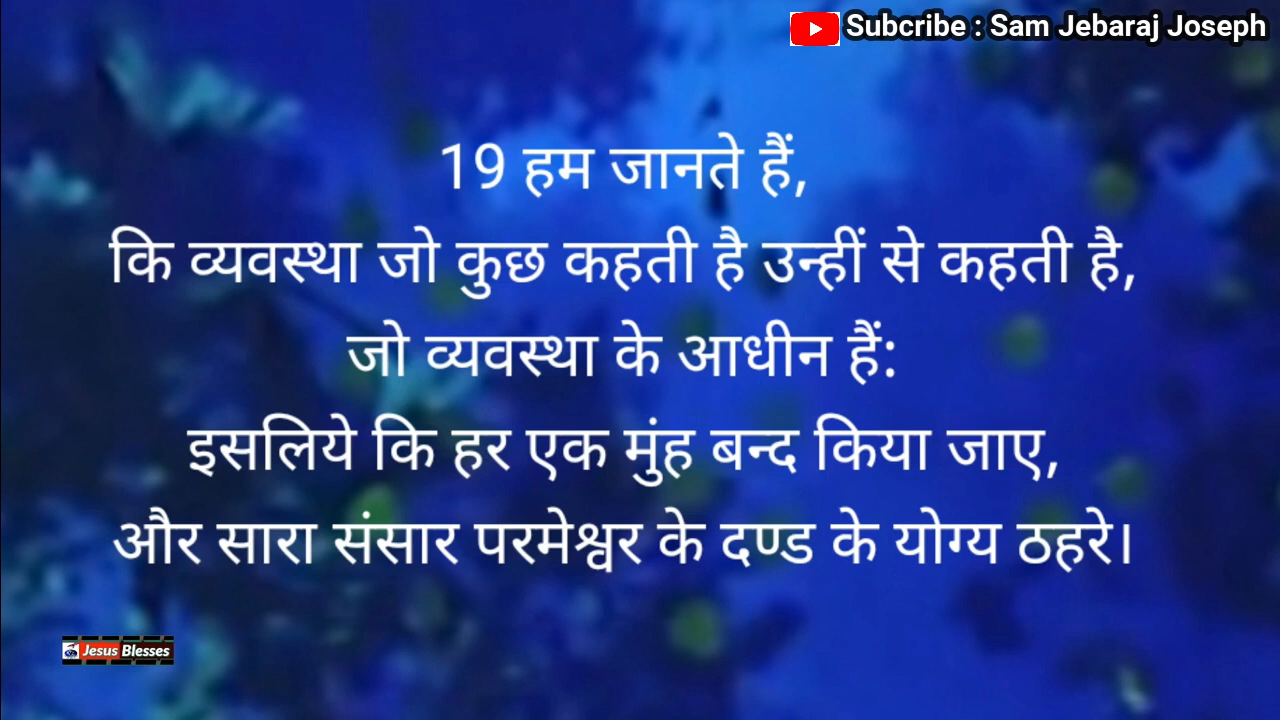 Subcribe : Sam Jebaraj Joseph
19 हम जानते हैं,
कि व्यवस्था जो कुछ कहती है उन्हीं से कहती है,
जो व्यवस्था के आधीन हैं:
इसलिये कि हर एक मुंह बन्द किया जाए,
और सारा संसार परमेश्वर के दण्ड के योग्य ठहरे।
Jesus Blesses